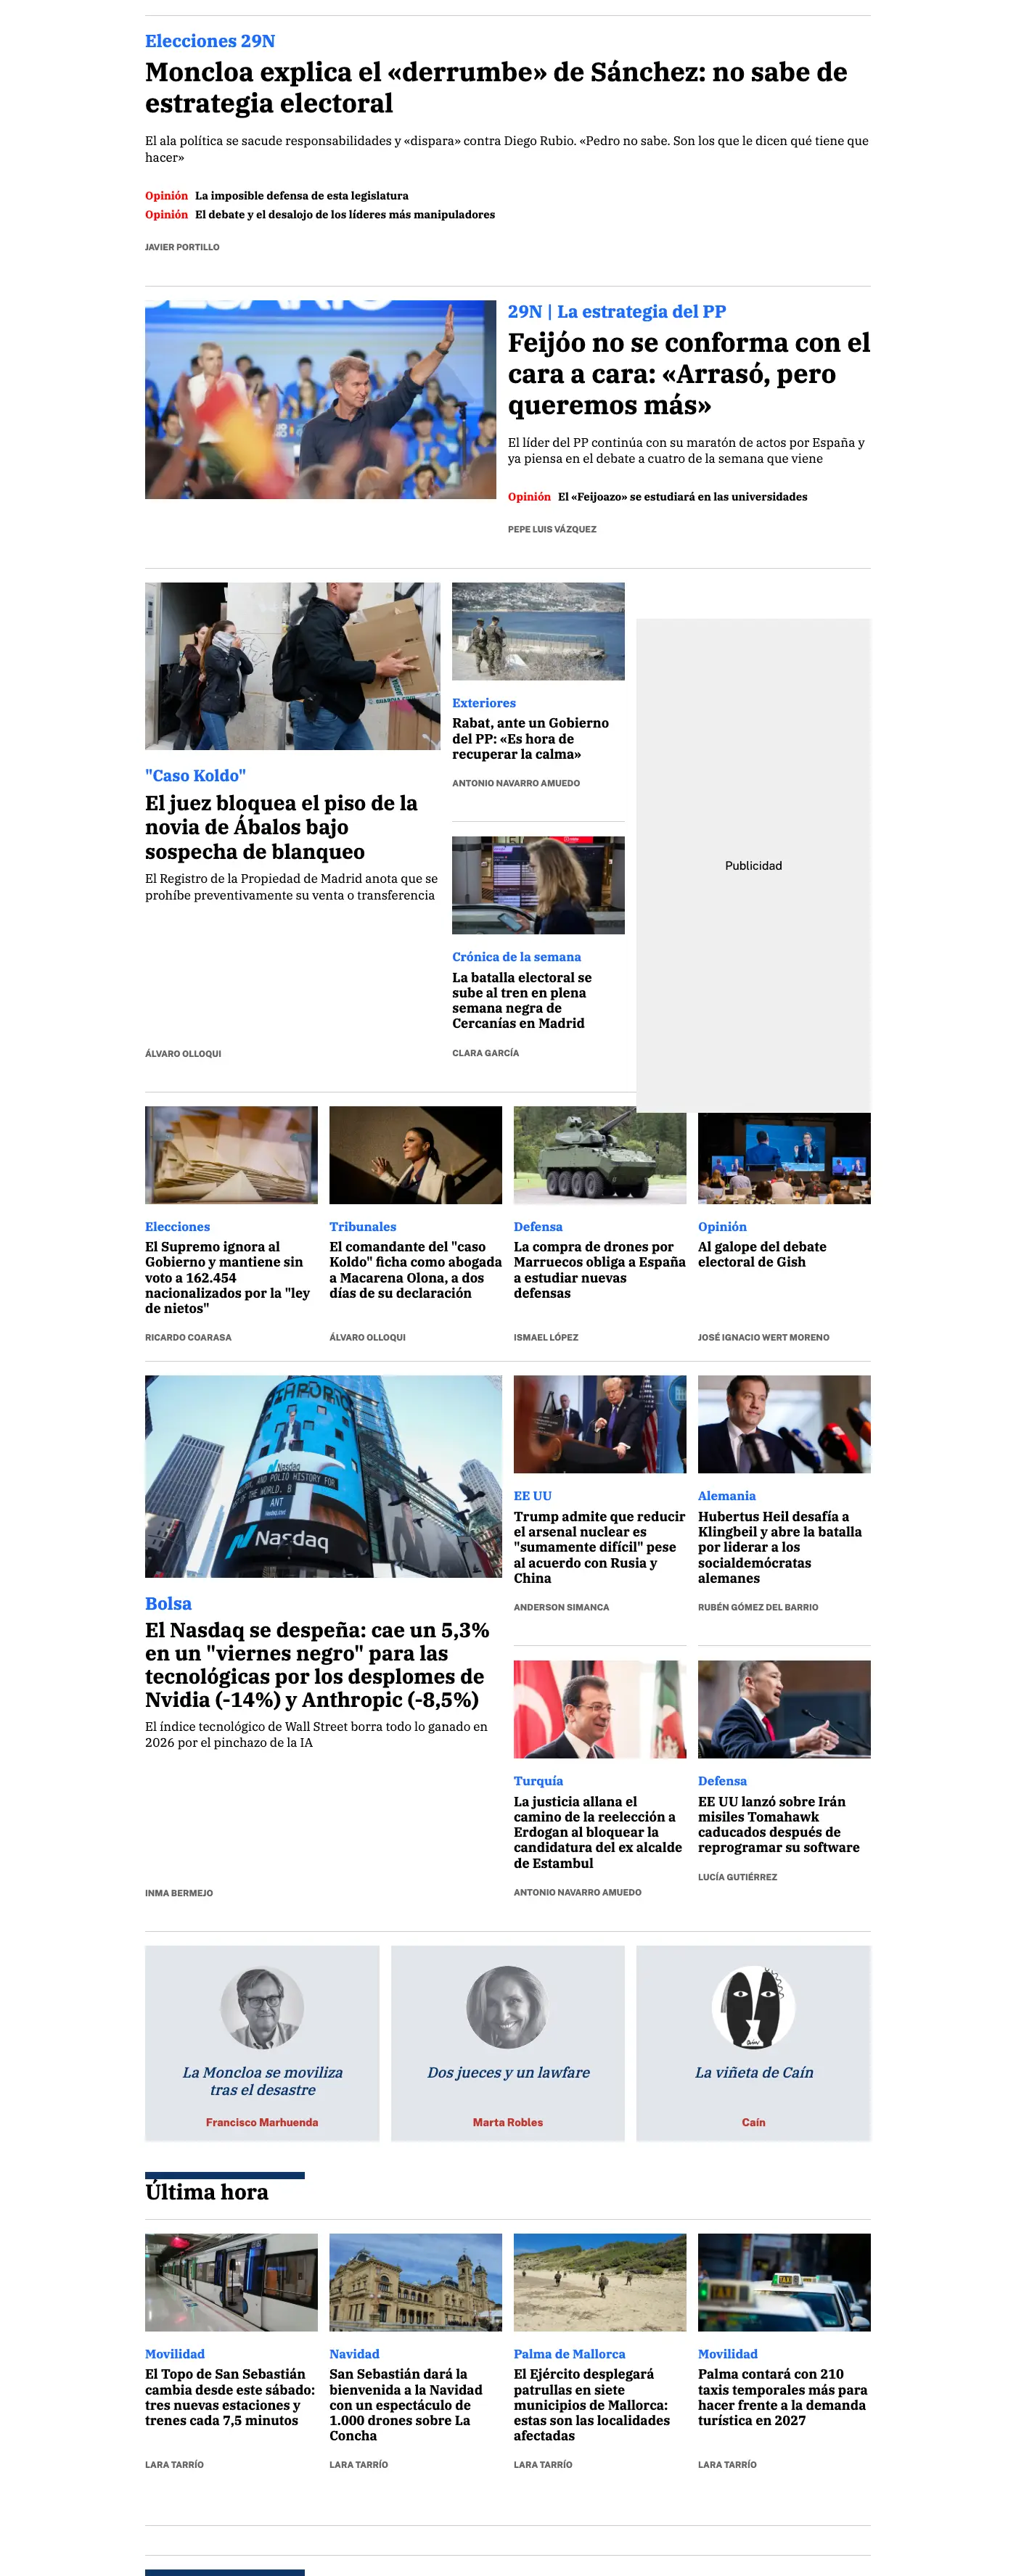 Elecciones 29N
Moncloa explica el «derrumbe» de Sánchez: no sabe de
estrategia electoral
El ala política se sacude responsabilidades y «dispara» contra Diego Rubio. «Pedro no sabe. Son los que le dicen qué tiene que
hacer»
Opinión La imposible defensa de esta legislatura
Opinión El debate y el desalojo de los líderes más manipuladores
JAVIER PORTILLO
29N | La estrategia del PP
Feijóo no se conforma con el
cara a cara: «Arrasó, pero
queremos más»
El líder del PP continúa con su maratón de actos por España y
ya piensa en el debate a cuatro de la semana que viene
Opinión El «Feijoazo» se estudiará en las universidades
PEPE LUIS VÁZQUEZ
"Caso Koldo"
El juez bloquea el piso de la
novia de Ábalos bajo
sospecha de blanqueo
El Registro de la Propiedad de Madrid anota que se
prohíbe preventivamente su venta o transferencia
ÁLVARO OLLOQUI
Exteriores
Rabat, ante un Gobierno
del PP: «Es hora de
recuperar la calma»
ANTONIO NAVARRO AMUEDO
Crónica de la semana
La batalla electoral se
sube al tren en plena
semana negra de
Cercanías en Madrid
CLARA GARCÍA
Publicidad
Elecciones
El Supremo ignora al
Gobierno y mantiene sin
voto a 162.454
nacionalizados por la "ley
de nietos"
RICARDO COARASA
Tribunales
El comandante del "caso
Koldo" ficha como abogada
a Macarena Olona, a dos
días de su declaración
ÁLVARO OLLOQUI
Defensa
La compra de drones por
Marruecos obliga a España
a estudiar nuevas
defensas
ISMAEL LÓPEZ
Opinión
Al galope del debate
electoral de Gish
JOSÉ IGNACIO WERT MORENO
Nasdaq
AND POLIO HISTORY FOR
OF THE WORLD. B
ANT
Nasdaq
Bolsa
El Nasdaq se despeña: cae un 5,3%
en un "viernes negro" para las
tecnológicas por los desplomes de
Nvidia (-14%) y Anthropic (-8,5%)
El índice tecnológico de Wall Street borra todo lo ganado en
2026 por el pinchazo de la IA
INMA BERMEJO
EE UU
Trump admite que reducir
el arsenal nuclear es
"sumamente difícil" pese
al acuerdo con Rusia y
China
ANDERSON SIMANCA
Alemania
Hubertus Heil desafía a
Klingbeil y abre la batalla
por liderar a los
socialdemócratas
alemanes
RUBÉN GÓMEZ DEL BARRIO
Turquía
La justicia allana el
camino de la reelección a
Erdogan al bloquear la
candidatura del ex alcalde
de Estambul
ANTONIO NAVARRO AMUEDO
Defensa
EE UU lanzó sobre Irán
misiles Tomahawk
caducados después de
reprogramar su software
LUCÍA GUTIÉRREZ
La Moncloa se moviliza
tras el desastre
Francisco Marhuenda
Dos jueces y un lawfare
Marta Robles
La viñeta de Caín
Caín
Última hora
Movilidad
El Topo de San Sebastián
cambia desde este sábado:
tres nuevas estaciones y
trenes cada 7,5 minutos
LARA TARRÍO
Navidad
San Sebastián dará la
bienvenida a la Navidad
con un espectáculo de
1.000 drones sobre La
Concha
LARA TARRÍO
Palma de Mallorca
El Ejército desplegará
patrullas en siete
municipios de Mallorca:
estas son las localidades
afectadas
LARA TARRÍO
TAXI
Movilidad
Palma contará con 210
taxis temporales más para
hacer frente a la demanda
turística en 2027
LARA TARRÍO